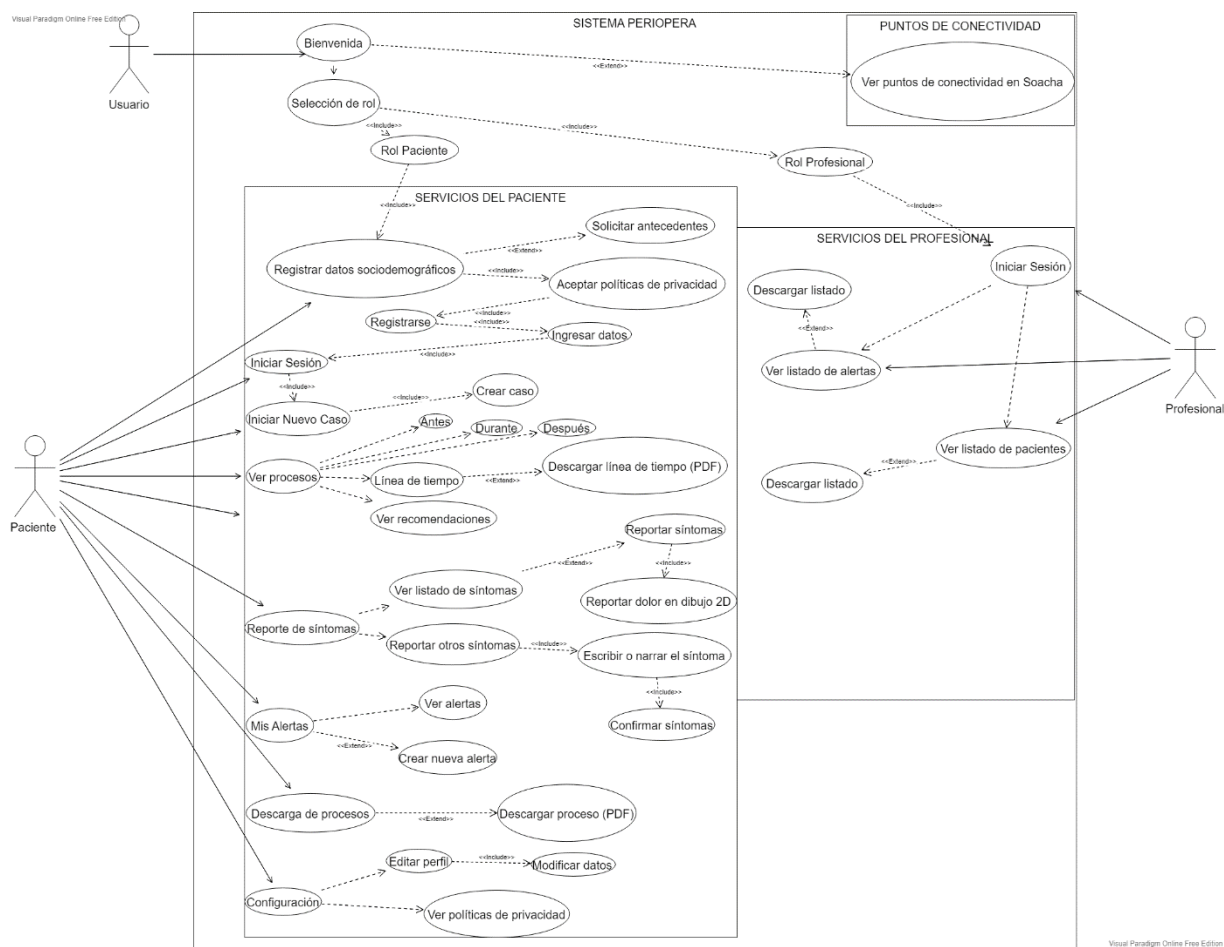 Visual Paradigm Online Free Edition
SISTEMA PERIOPERA
PUNTOS DE CONECTIVIDAD
Bienvenida
<<Extend>>
Ver puntos de conectividad en Soacha
Usuario
Selección de rol
<<Include>>
<<Include>>
Rol Paciente
Rol Profesional
<<Include>>
<<Include>>
SERVICIOS DEL PACIENTE
Solicitar antecedentes
<<Extend>>
Registrar datos sociodemográficos
<<Include>>
Aceptar políticas de privacidad
<<Include>>
Registrarse
<<Include>>
Ingresar datos
<<Include>>
Iniciar Sesión
<<Include>>
Crear caso
<<Include>>
Iniciar Nuevo Caso
Antes
Durante
Después
Ver procesos
Línea de tiempo
<<Extend>>
Descargar línea de tiempo (PDF)
Ver recomendaciones
Paciente
Reportar síntomas
<<Extend>>
<<Include>>
Ver listado de síntomas
Reportar dolor en dibujo 2D
Reporte de síntomas
Reportar otros síntomas
<<Include>>
Escribir o narrar el síntoma
<<Include>>
Confirmar síntomas
Ver alertas
Mis Alertas
<<Extend>>
Crear nueva alerta
Descarga de procesos
<<Extend>>
Descargar proceso (PDF)
Editar perfil
<<Include>>
Modificar datos
Configuración
Ver políticas de privacidad
SERVICIOS DEL PROFESIONAL
Iniciar Sesión
Descargar listado
<<Extend>>
Ver listado de alertas
Profesional
Ver listado de pacientes
<<Extend>>
Descargar listado
Visual Paradigm Online Free Edition